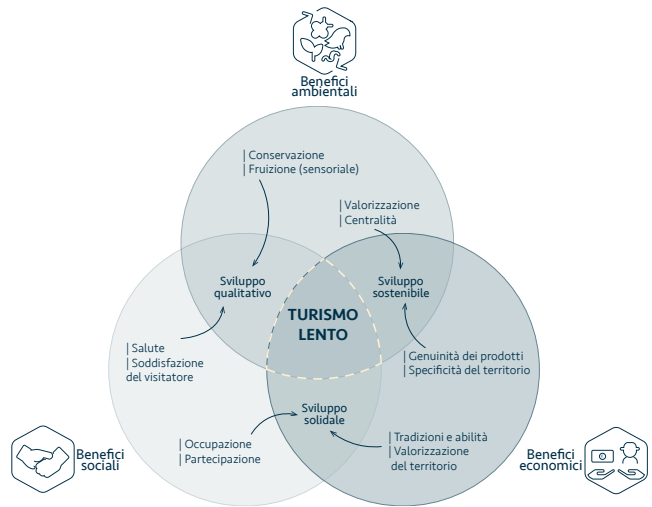 Benefici
ambientali
| Conservazione
| Fruizione (sensoriale)
| Valorizzazione
| Centralità
Sviluppo
qualitativo
Sviluppo
sostenibile
TURISMO
LENTO
| Salute
| Soddisfazione
del visitatore
| Genuinità dei prodotti
| Specificità del territorio
Sviluppo
solidale
| Occupazione
| Partecipazione
| Tradizioni e abilità
| Valorizzazione
del territorio
Benefici
sociali
Benefici
economici